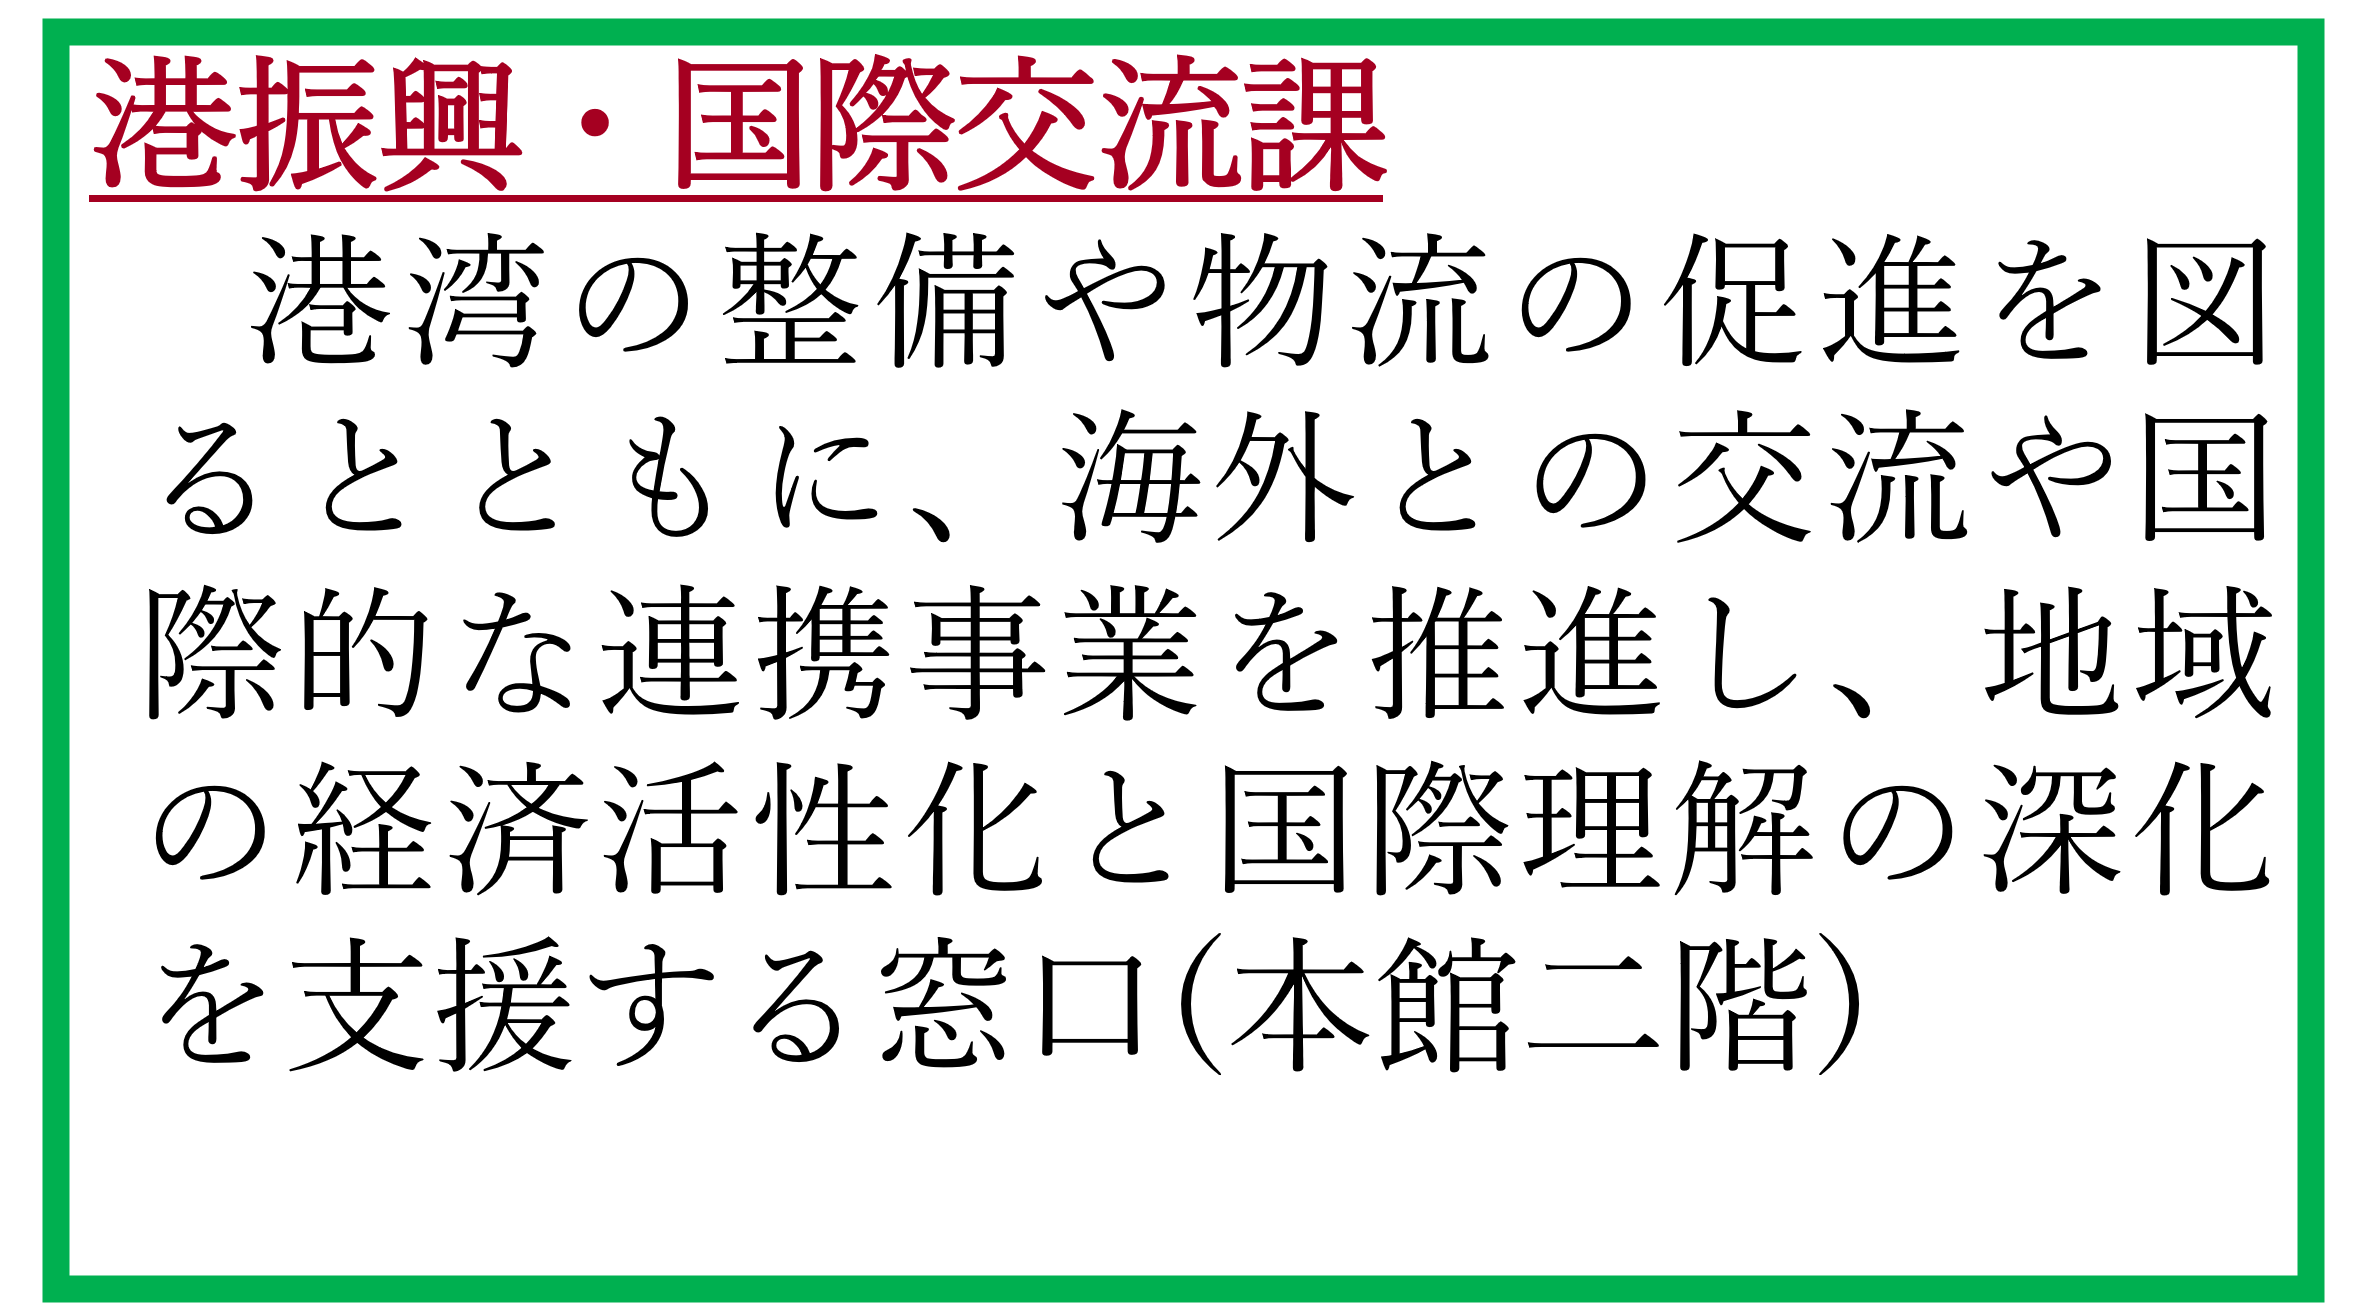 港振興・国際交流課
港湾の整備や物流の促進を図
るとともに、海外との交流や国
際的な連携事業を推進し、地域
の経済活性化と国際理解の深化
を支援する窓口(本館二階)